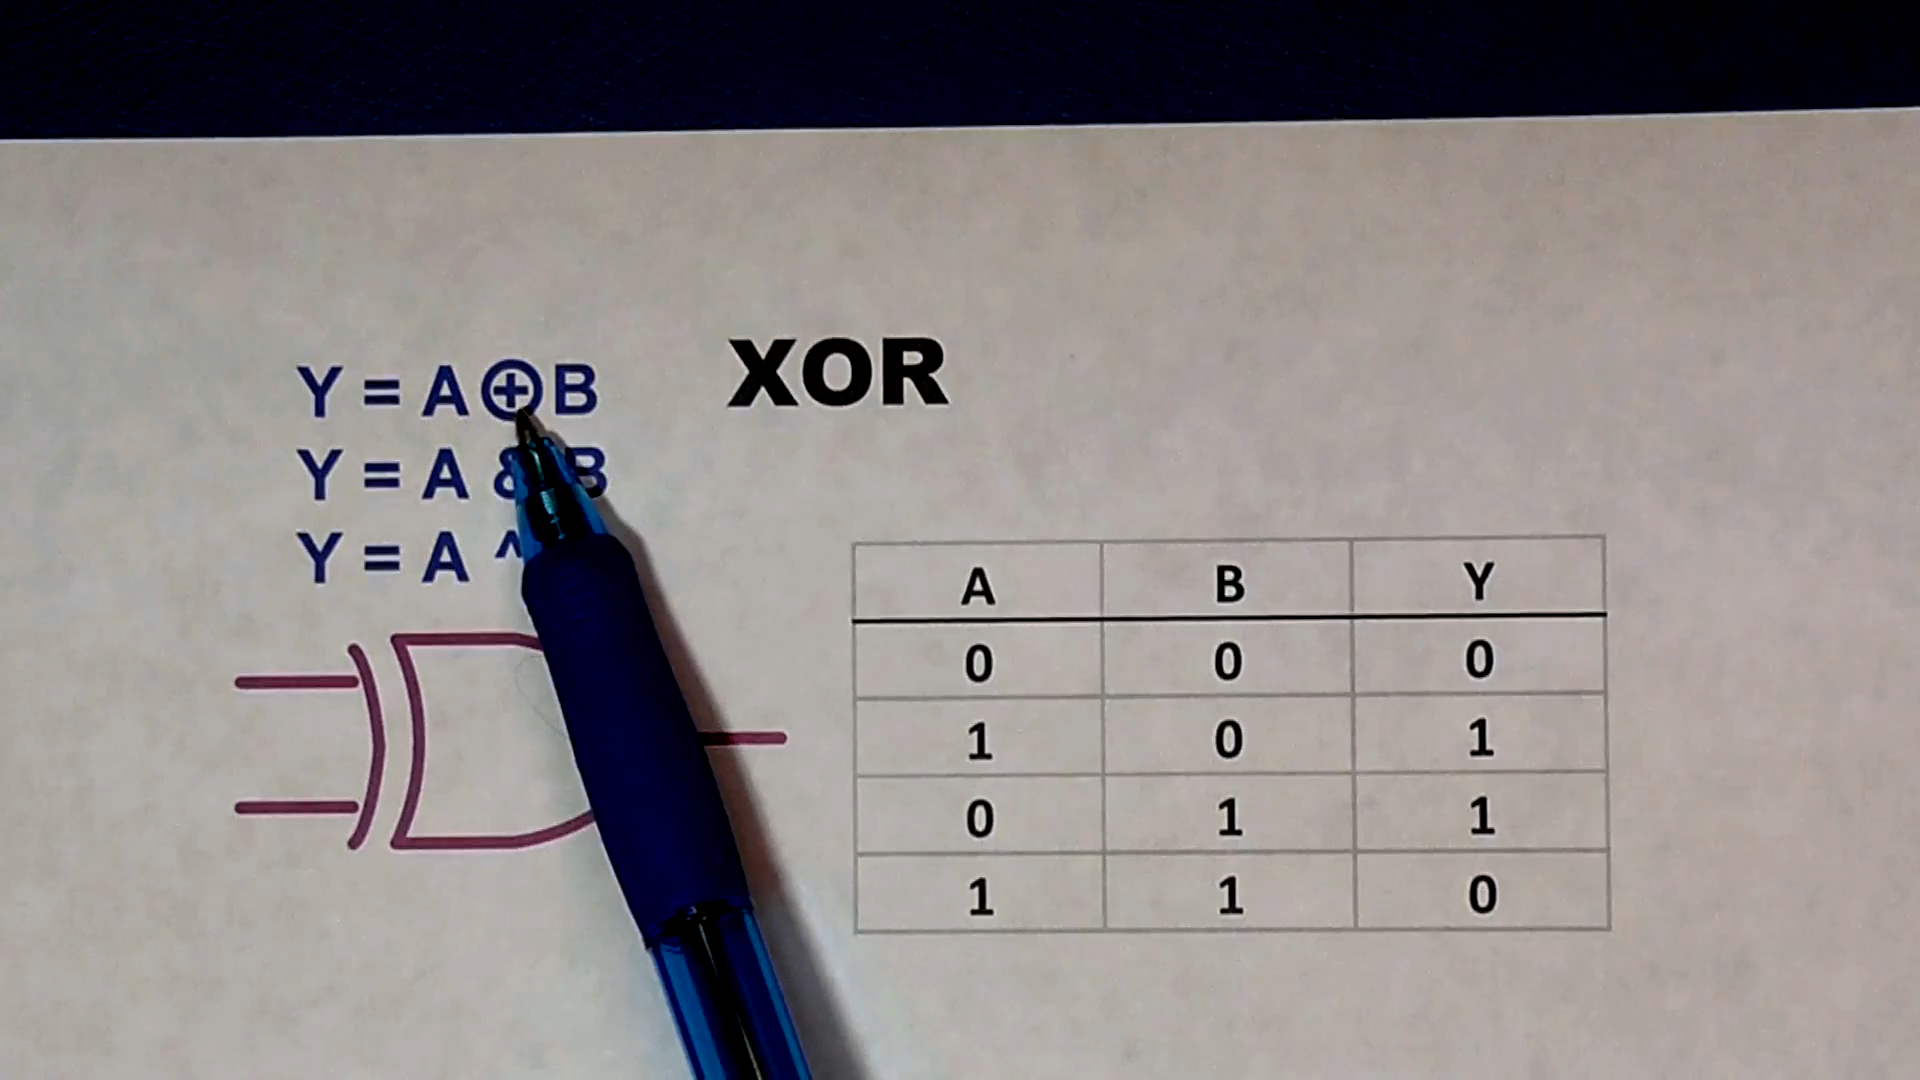 Y = A ⊕ B
XOR
Y = A & B
Y = A ^
A B Y
0 0 0
1 0 1
0 1 1
1 1 0